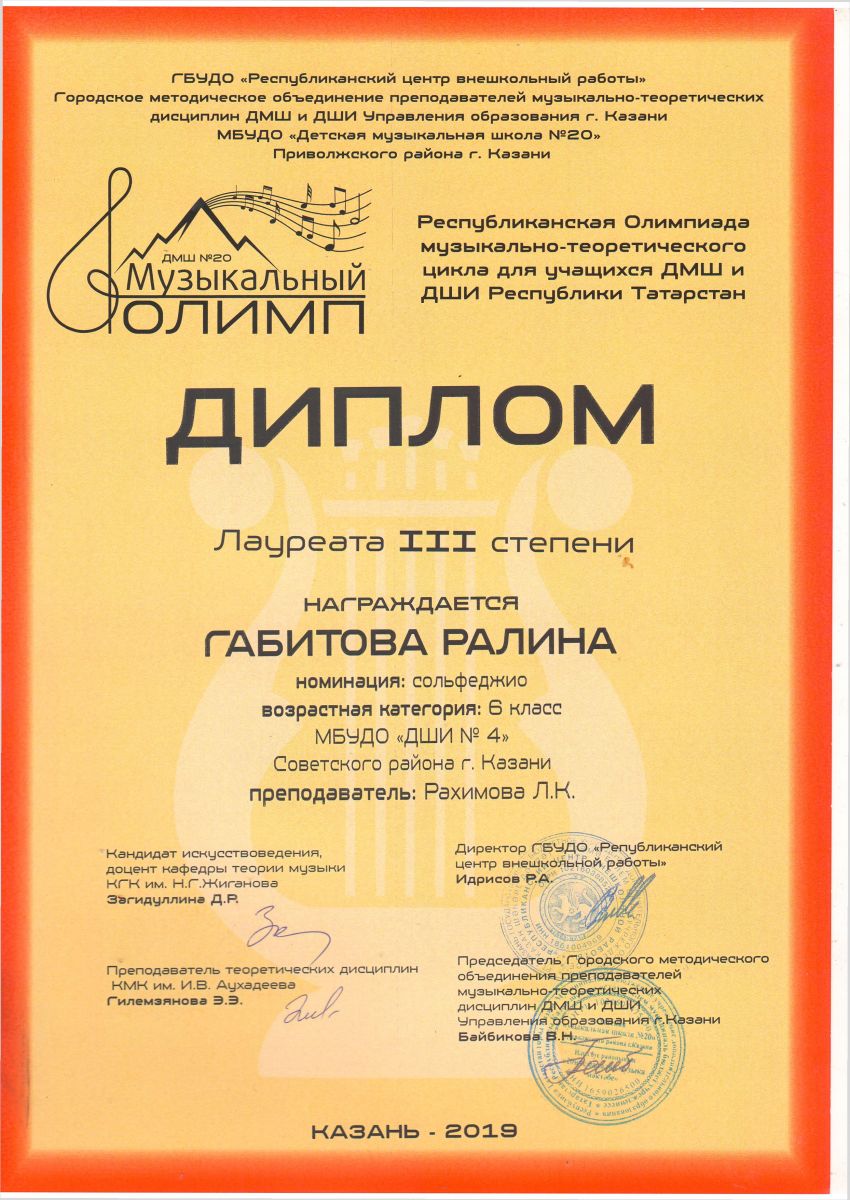 ГБУДО «Республиканский центр внешкольный работы»
Городское методическое объединение преподавателей музыкально-теоретических
дисциплин ДМШ и ДШИ Управления образования г. Казани
МБУДО «Детская музыкальная школа №20»
Приволжского района г. Казани
ДМШ №20
Музыкальный
ОЛИМП
Республиканская Олимпиада
музыкально-теоретического
цикла для учащихся ДМШ и
ДШИ Республики Татарстан
ДИПЛОМ
Лауреата III степени
НАГРАЖДАЕТСЯ
ГАБИТОВА РАЛИНА
номинация: сольфеджио
возрастная категория: 6 класс
МБУДО «ДШИ № 4»
Советского района г. Казани
преподаватель: Рахимова Л.К.
Кандидат искусствоведения,
доцент кафедры теории музыки
КГК им. Н.Г.Жиганова
Загидуллина Д.Р.
Преподаватель теоретических дисциплин
КМК им. И.В. Аухадеева
Гилемзянова Э.Э.
Директор ГБУДО «Републиканский
центр внешкольной работы»
Идрисов Р.А.
Председатель Городского методического
объединения преподавателей
музыкально-теоретических
дисциплин ДМШ и ДШИ
Управления образования г.Казани
Байбикова В.Н.
КАЗАНЬ - 2019